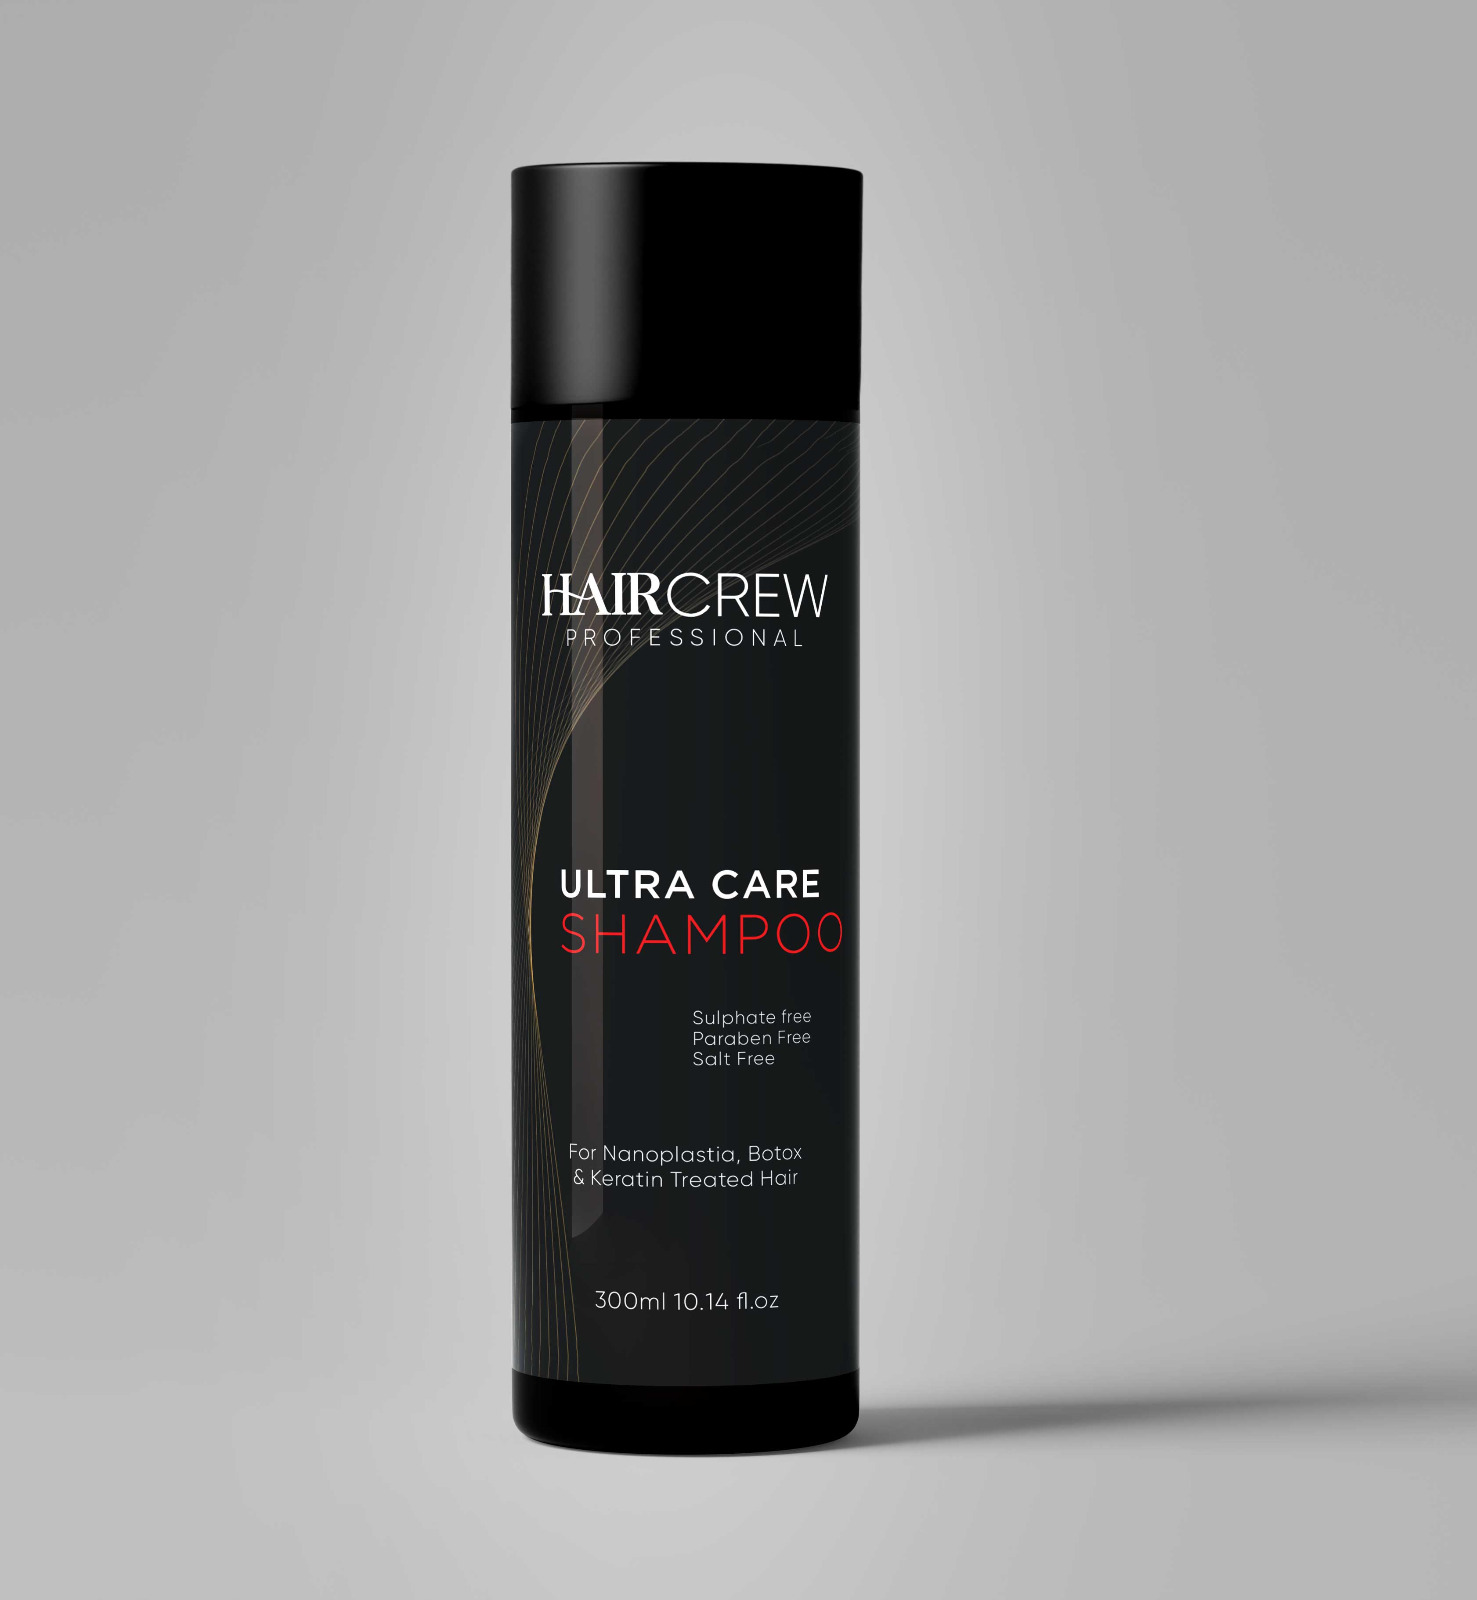 HAIRCREW
PROFESSIONAL
ULTRA CARE
SHAMPOO
Sulphate free
Paraben Free
Salt Free
For Nanoplastia, Botox
& Keratin Treated Hair
300ml 10.14 fl.oz